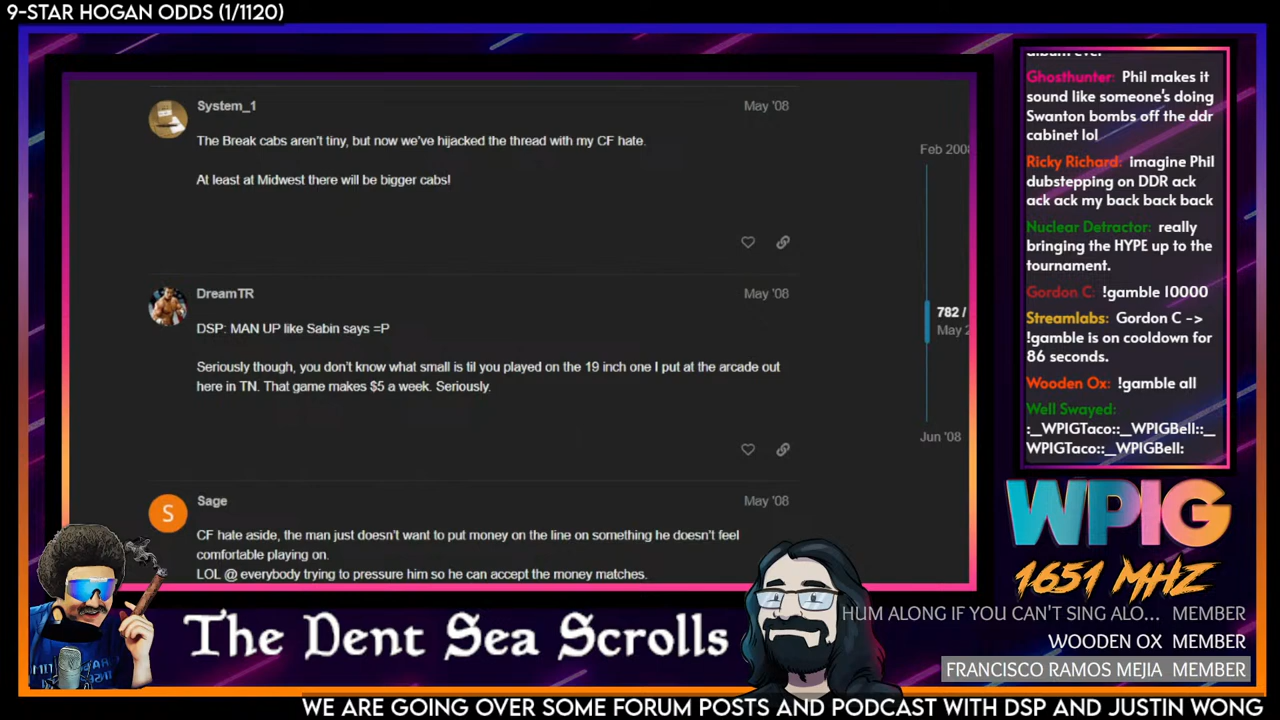 9-STAR HOGAN ODDS (1/1120)
System_1
May '08
The Break cabs aren't tiny, but now we've hijacked the thread with my CF hate.
At least at Midwest there will be bigger cabs!
DreamTR
May '08
DSP: MAN UP like Sabin says =P
Seriously though, you don't know what small is til you played on the 19 inch one I put at the arcade out
here in TN. That game makes $5 a week. Seriously.
Sage
May '08
S
CF hate aside, the man just doesn't want to put money on the line on something he doesn't feel
comfortable playing on.
LOL @ everybody trying to pressure him so he can accept the money matches.
Feb 2008
782 /
May 2
Jun '08
album ever
Ghosthunter: Phil makes it
sound like someone's doing
Swanton bombs off the ddr
cabinet lol
Ricky Richard: imagine Phil
dubstepping on DDR ack
ack ack my back back back
Nuclear Detractor: really
bringing the HYPE up to the
tournament.
Gordon C: !gamble 10000
Streamlabs: Gordon C ->
!gamble is on cooldown for
86 seconds.
Wooden Ox: !gamble all
Well Swayed:
:__WPIGTaco::__WPIGBell::__
WPIGTaco::__WPIGBell:
WPIG
1651 MHZ
HUM ALONG IF YOU CAN'T SING ALO... MEMBER
WOODEN OX MEMBER
FRANCISCO RAMOS MEJIA MEMBER
The Dent Sea Scrolls
WE ARE GOING OVER SOME FORUM POSTS AND PODCAST WITH DSP AND JUSTIN WONG